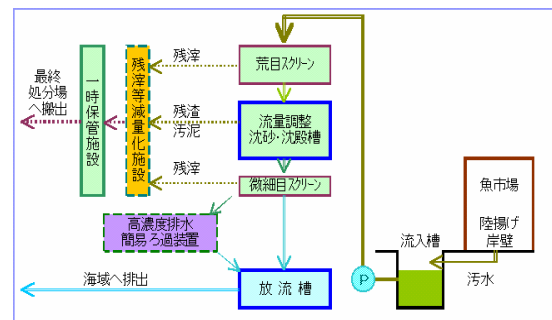 残滓
荒目スクリーン
最終
処分場
へ搬出
一時保管施設
残滓等減量化施設
残渣
汚泥
流量調整
沈砂・沈殿槽
残滓
微細目スクリーン
高濃度排水
簡易ろ過装置
海域へ排出
放流槽
魚市場
陸揚げ
岸壁
流入槽
P
汚水